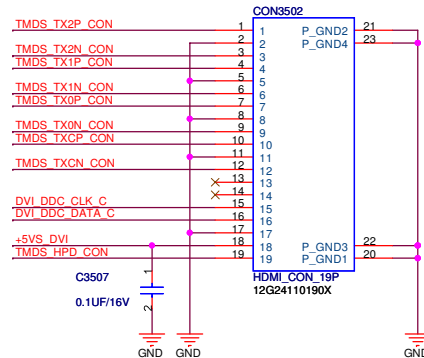 CON3502
TMDS_TX2P_CON 1 1 P_GND2 21
2 2 P_GND4 23
TMDS_TX2N_CON 3 3
TMDS_TX1P_CON 4 4
5 5
TMDS_TX1N_CON 6 6
TMDS_TX0P_CON 7 7
8 8
TMDS_TX0N_CON 9 9
TMDS_TXCP_CON 10 10
11 11
TMDS_TXCN_CON 12 12
13 13
14 14
DVI_DDC_CLK_C 15 15
DVI_DDC_DATA_C 16 16
17 17
+5VS_DVI 18 18 P_GND3 22
TMDS_HPD_CON 19 19 P_GND1 20
HDMI_CON_19P
12G24110190X
C3507
0.1UF/16V
1
2
GND GND GND